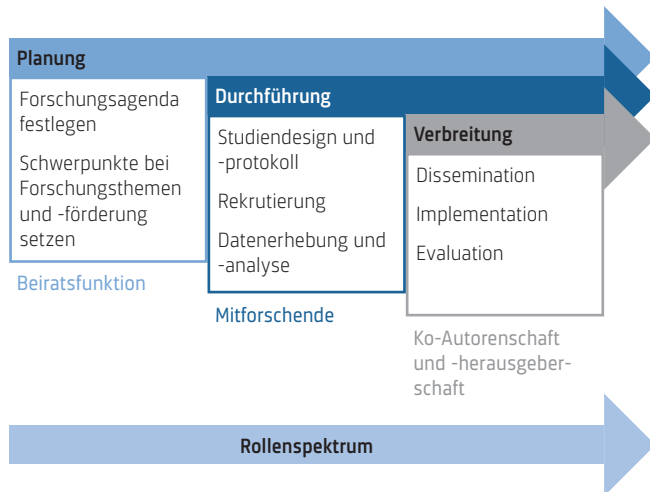 Planung
Forschungsagenda
festlegen
Schwerpunkte bei
Forschungsthemen
und -förderung
setzen
Beiratsfunktion
Durchführung
Studiendesign und
-protokoll
Rekrutierung
Datenerhebung und
-analyse
Mitforschende
Verbreitung
Dissemination
Implementation
Evaluation
Ko-Autorenschaft
und -herausgeber-
schaft
Rollenspektrum